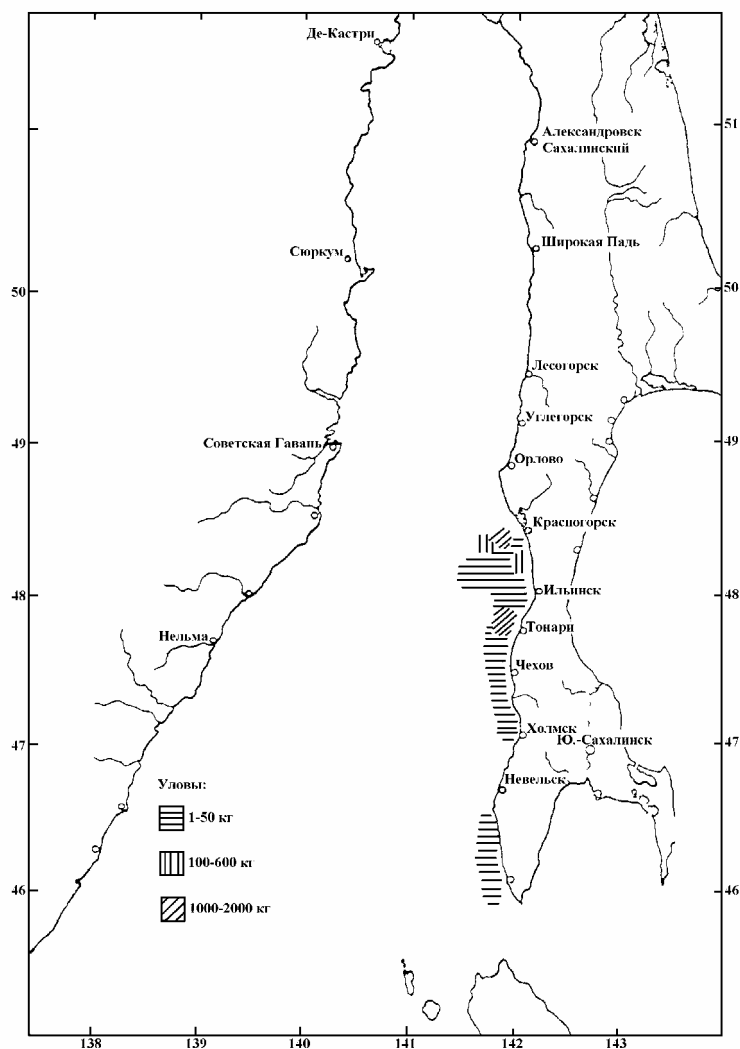 Де-Кастри
51
Александровск
Сахалинский
Широкая Падь
Сюркум
50
50
Лесогорск
Углегорск
Советская Гавань
49
49
Орлово
Красногорск
48
Ильинск
48
Тонари
Нельма
Чехов
Холмск
47
Ю.-Сахалинск
47
Невельск
Уловы:
1-50 кг
100-600 кг
1000-2000 кг
46
46
138
139
140
141
142
143